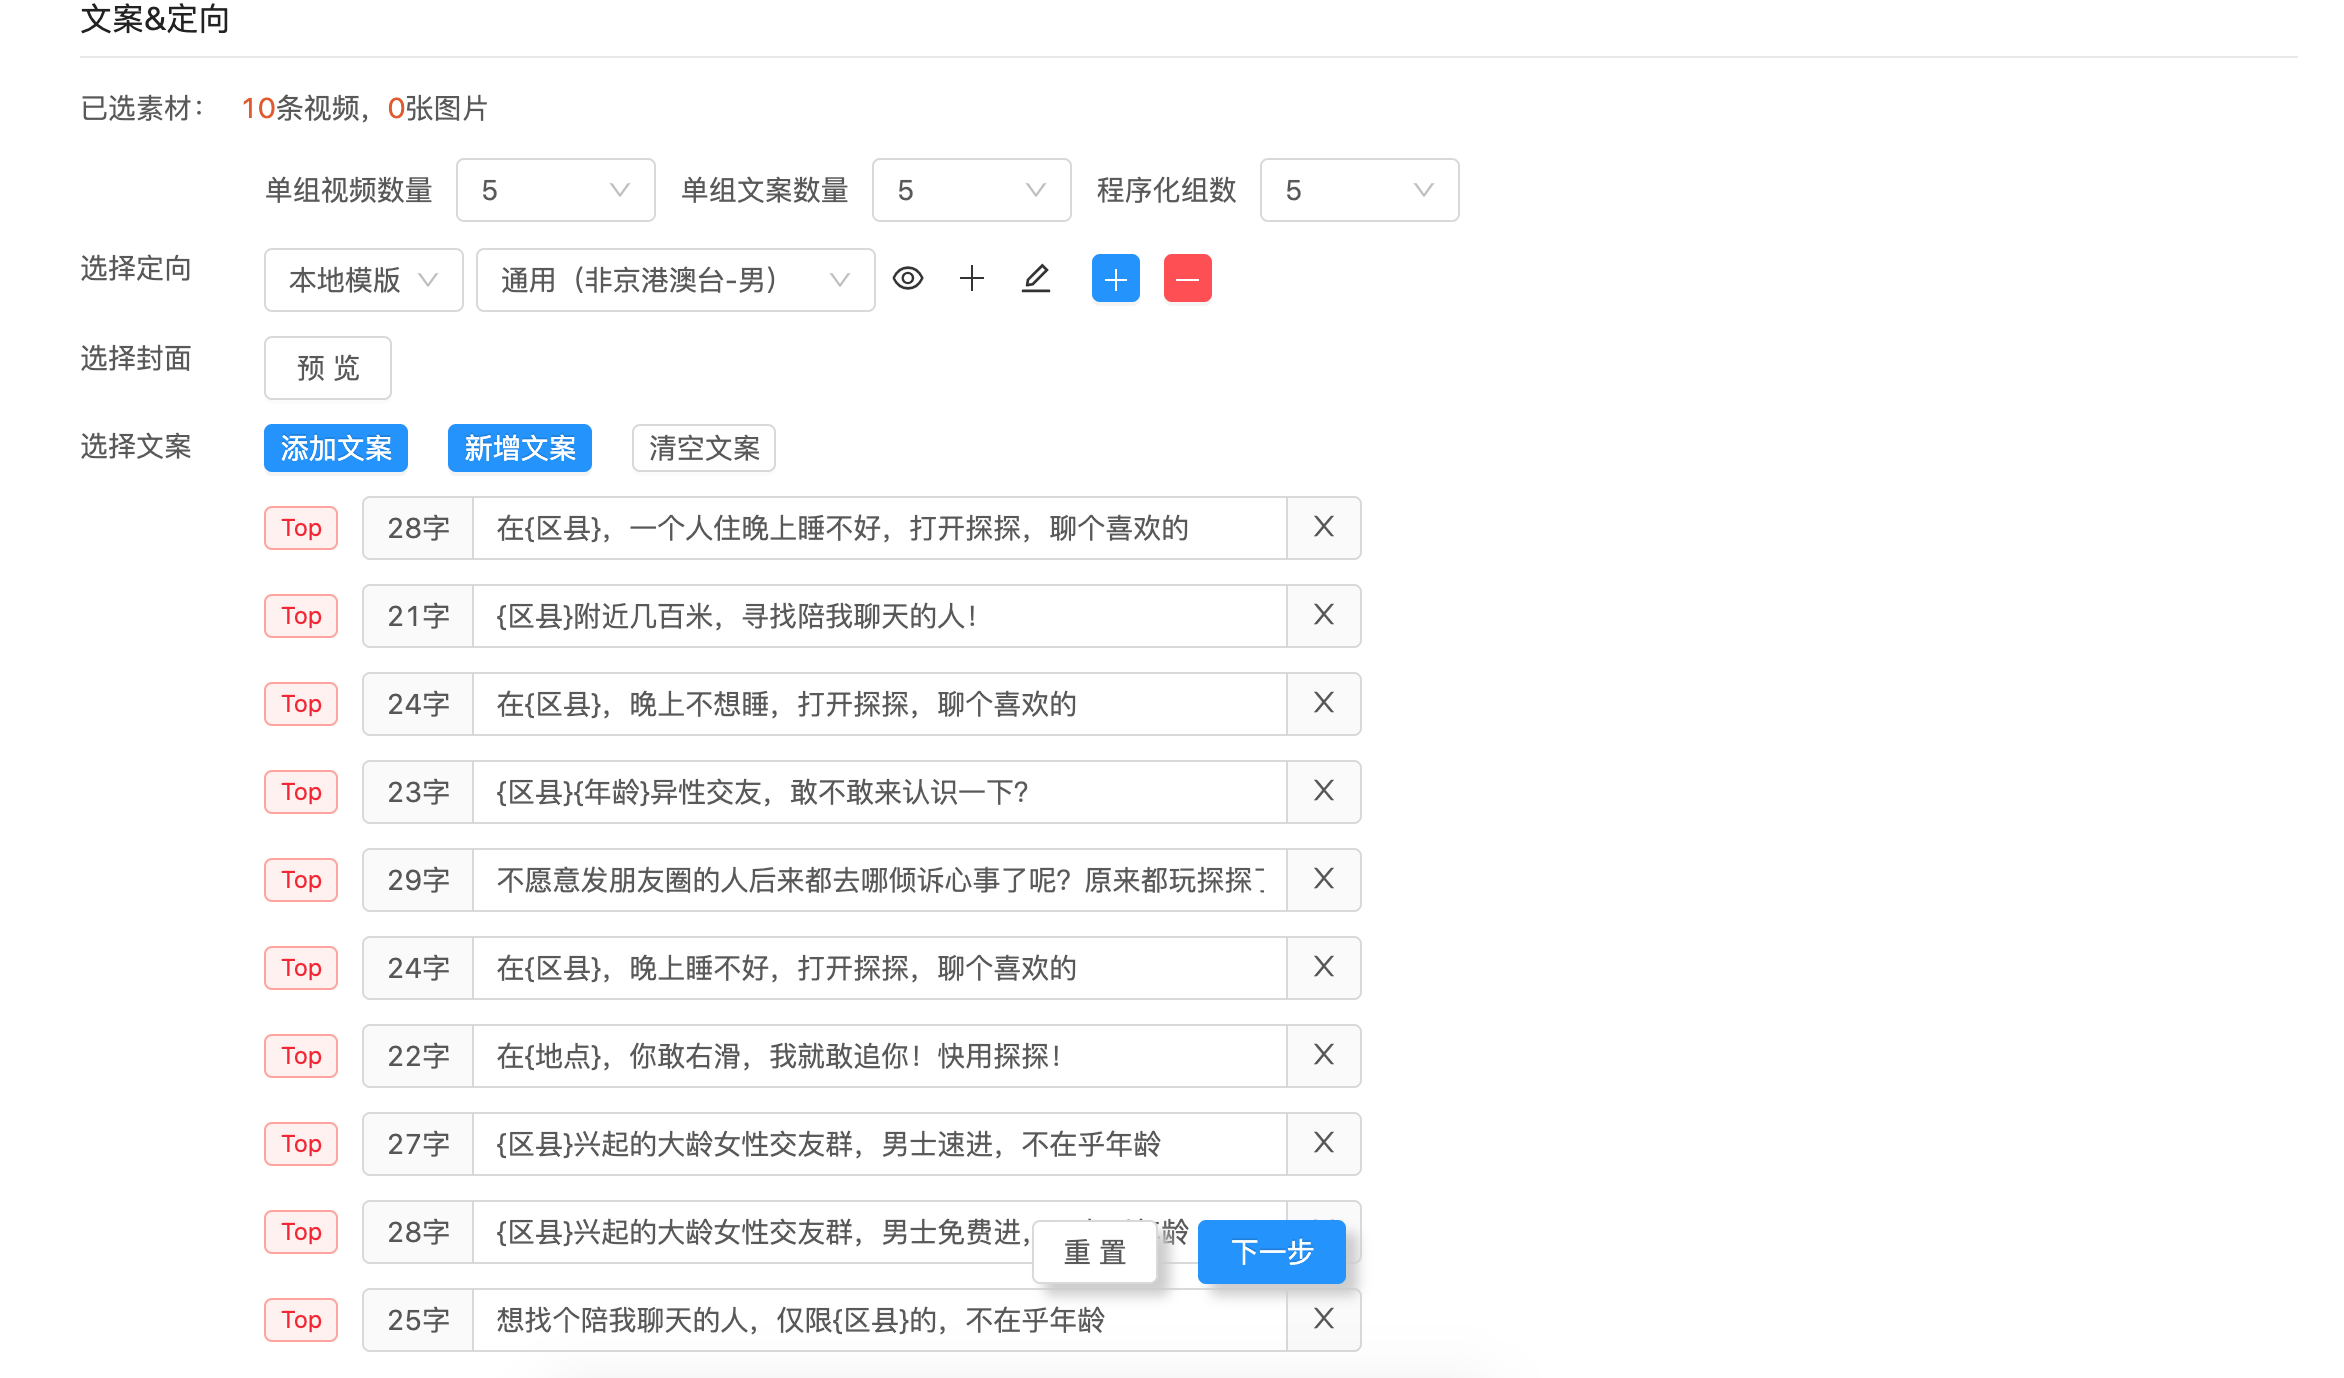 文案&定向
已选素材： 10条视频，0张图片
单组视频数量 5 单组文案数量 5 程序化组数 5
选择定向 本地模版 通用（非京港澳台-男）
选择封面 预 览
选择文案 添加文案 新增文案 清空文案
Top 28字 在{区县}，一个人住晚上睡不好，打开探探，聊个喜欢的 X
Top 21字 {区县}附近几百米，寻找陪我聊天的人！ X
Top 24字 在{区县}，晚上不想睡，打开探探，聊个喜欢的 X
Top 23字 {区县}{年龄}异性交友，敢不敢来认识一下？ X
Top 29字 不愿意发朋友圈的人后来都去哪倾诉心事了呢？原来都玩探探 X
Top 24字 在{区县}，晚上睡不好，打开探探，聊个喜欢的 X
Top 22字 在{地点}，你敢右滑，我就敢追你！快用探探！ X
Top 27字 {区县}兴起的大龄女性交友群，男士速进，不在乎年龄 X
Top 28字 {区县}兴起的大龄女性交友群，男士免费进，龄
重 置 下一步
Top 25字 想找个陪我聊天的人，仅限{区县}的，不在乎年龄 X